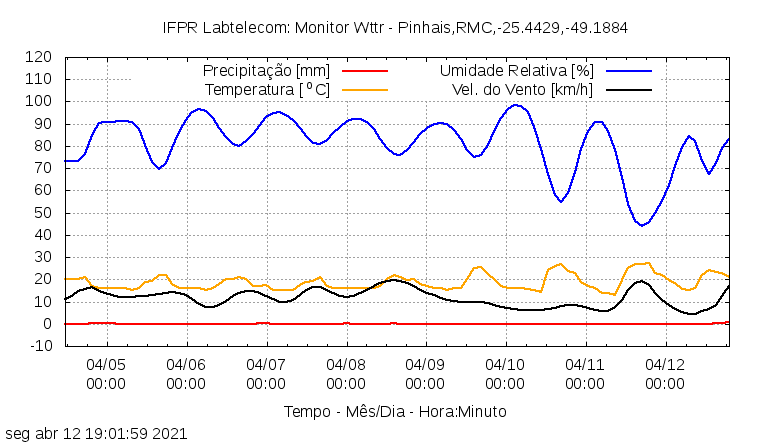 IFPR Labtelecom: Monitor Wttr - Pinhais,RMC,-25.4429,-49.1884
120
110
100
90
80
70
60
50
40
30
20
10
0
-10
Precipitação [mm]
Temperatura [⁰C]
Umidade Relativa [%]
Vel. do Vento [km/h]
04/05 04/06 04/07 04/08 04/09 04/10 04/11 04/12
00:00 00:00 00:00 00:00 00:00 00:00 00:00 00:00
Tempo - Mês/Dia - Hora:Minuto
seg abr 12 19:01:59 2021